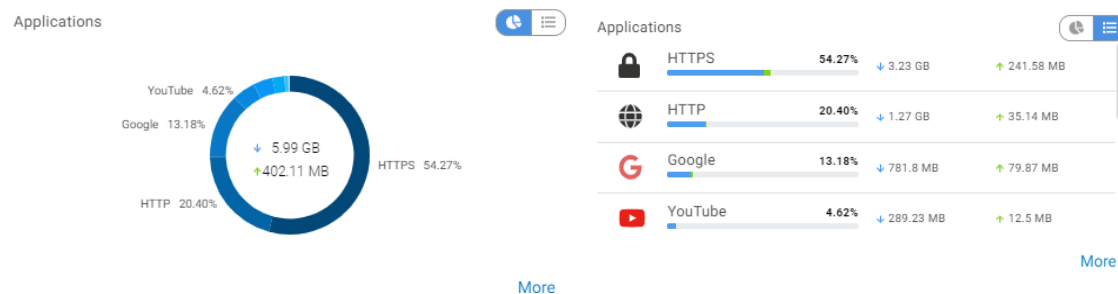 Applications
YouTube 4.62%
Google 13.18%
↓ 5.99 GB
↑402.11 MB
HTTPS 54.27%
HTTP 20.40%
More
Applications
HTTPS 54.27% ↓ 3.23 GB ↑ 241.58 MB
HTTP 20.40% ↓ 1.27 GB ↑ 35.14 MB
Google 13.18% ↓ 781.8 MB ↑ 79.87 MB
YouTube 4.62% ↓ 289.23 MB ↑ 12.5 MB
More